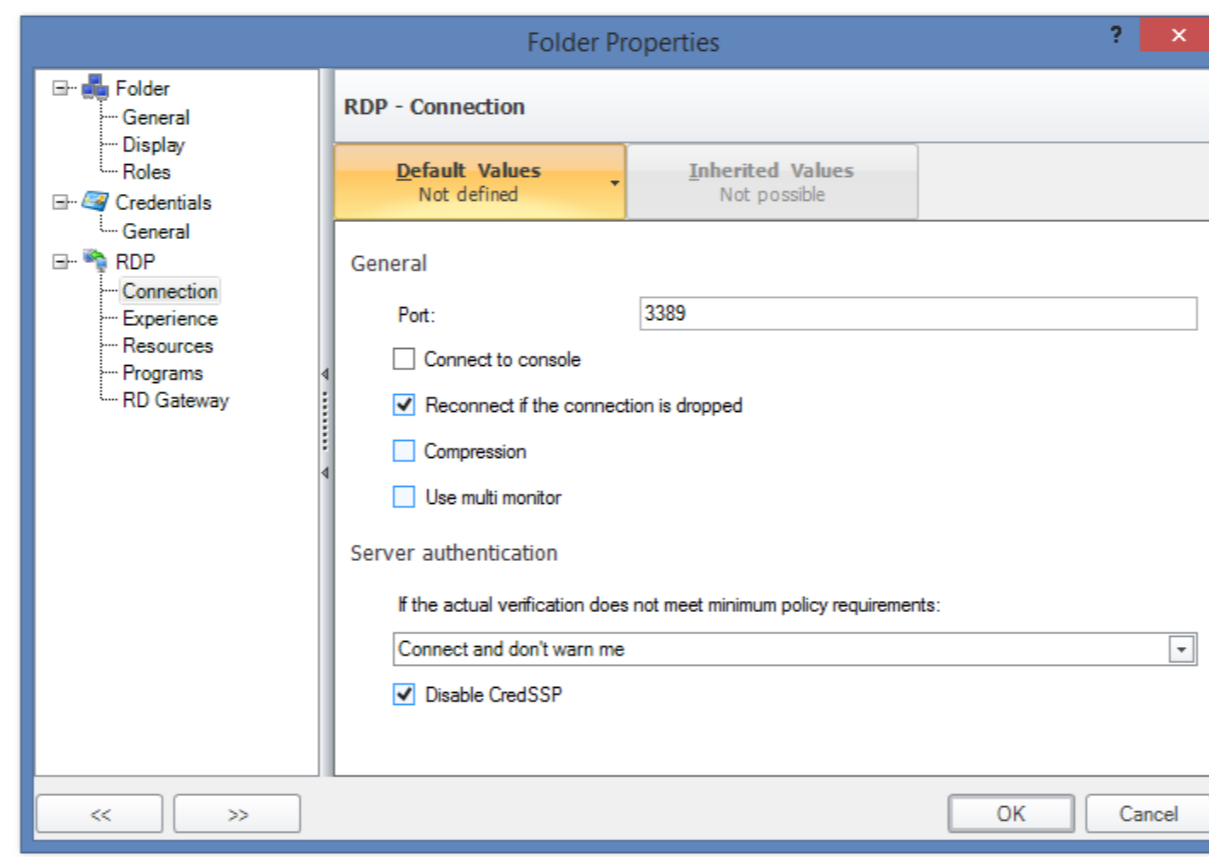 Folder Properties
?
Folder
General
Display
Roles
Credentials
General
RDP
Connection
Experience
Resources
Programs
RD Gateway
RDP - Connection
Default Values
Not defined
Inherited Values
Not possible
General
Port:
3389
Connect to console
Reconnect if the connection is dropped
Compression
Use multi monitor
Server authentication
If the actual verification does not meet minimum policy requirements:
Connect and don't warn me
Disable CredSSP
<<
>>
OK
Cancel